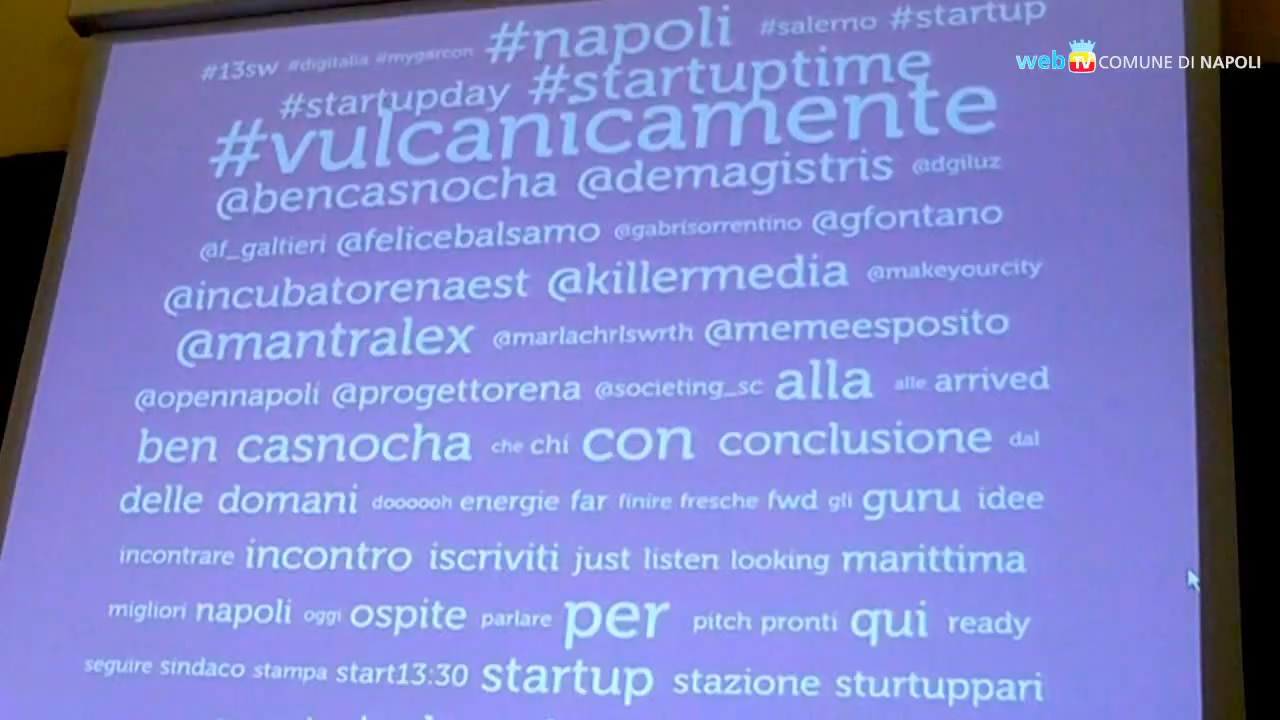 #13sw #digitalia #mygarcon #napoli #salerno #startup
web TV COMUNE DI NAPOLI
#startupday #startuptime
#vulcanicamente
@bencasnocha @demagistris @dgiluz
@f_galtieri @felicebalsamo @gabrisorrentino @gfontano
@incubatorenaest @killermedia @makeyourcity
@mantralex @marlachrlswrth @memeesposito
@opennapoli @progettorena @societing_sc alla alle arrived
ben casnocha che chi con conclusione dal
delle domani doooooh energie far finire fresche fwd gli guru idee
incontrare incontro iscriviti just listen looking marittima
migliori napoli oggi ospite parlare per pitch pronti qui ready
seguire sindaco stampa start13:30 startup stazione sturtuppari